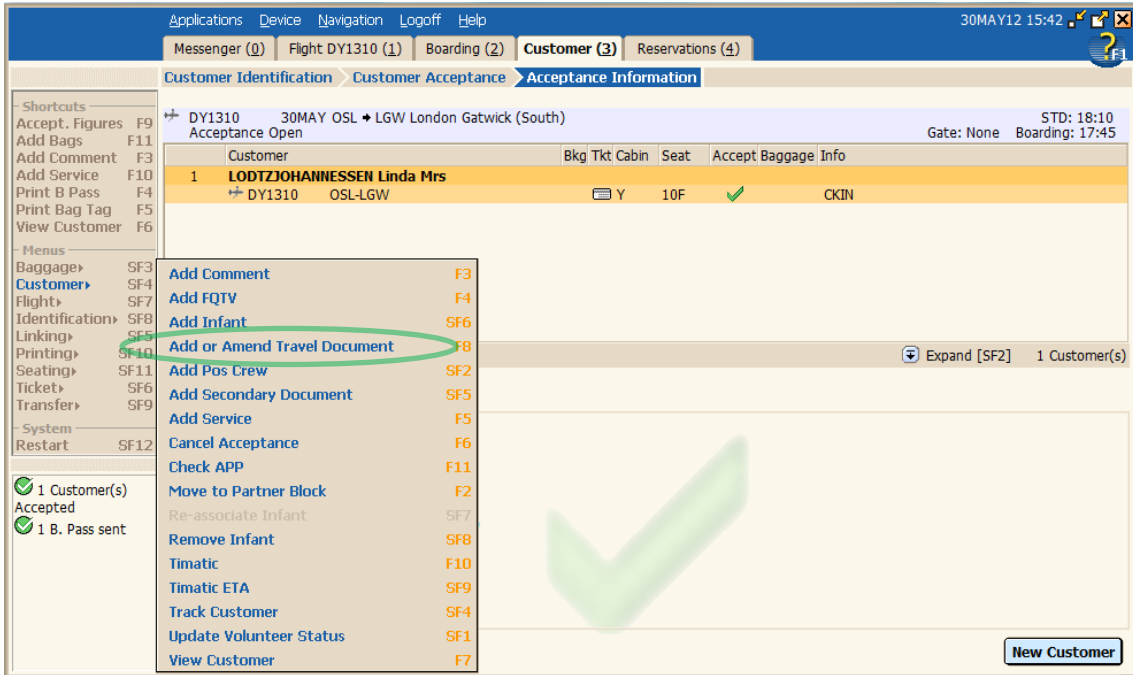 Applications Device Navigation Logoff Help 30MAY12 15:42
Messenger (0) Flight DY1310 (1) Boarding (2) Customer (3) Reservations (4)
?F1
Customer Identification Customer Acceptance Acceptance Information
Shortcuts
Accept. Figures F9
Add Bags F11
Add Comment F3
Add Service F10
Print B Pass F4
Print Bag Tag F5
View Customer F6
Menus
Baggage SF3
Customer SF4
Flight SF7
Identification SF8
Linking SF5
Printing SF10
Seating SF11
Ticket SF6
Transfer SF9
System
Restart SF12
1 Customer(s)
Accepted
1 B. Pass sent
DY1310 30MAY OSL LGW London Gatwick (South) STD: 18:10
Acceptance Open Gate: None Boarding: 17:45
Customer Bkg Tkt Cabin Seat Accept Baggage Info
1 LODTZJOHANNESSEN Linda Mrs
DY1310 OSL-LGW Y 10F CKIN
Add Comment F3
Add FQTV F4
Add Infant SF6
Add or Amend Travel Document F8
Add Pos Crew SF2
Add Secondary Document SF5
Add Service F5
Cancel Acceptance F6
Check APP F11
Move to Partner Block F2
Re-associate Infant SF7
Remove Infant SF8
Timatic F10
Timatic ETA SF9
Track Customer SF4
Update Volunteer Status SF1
View Customer F7
Expand [SF2] 1 Customer(s)
New Customer